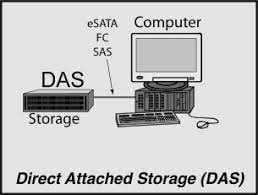 eSATA
FC
SAS
Computer
DAS
Storage
Direct Attached Storage (DAS)